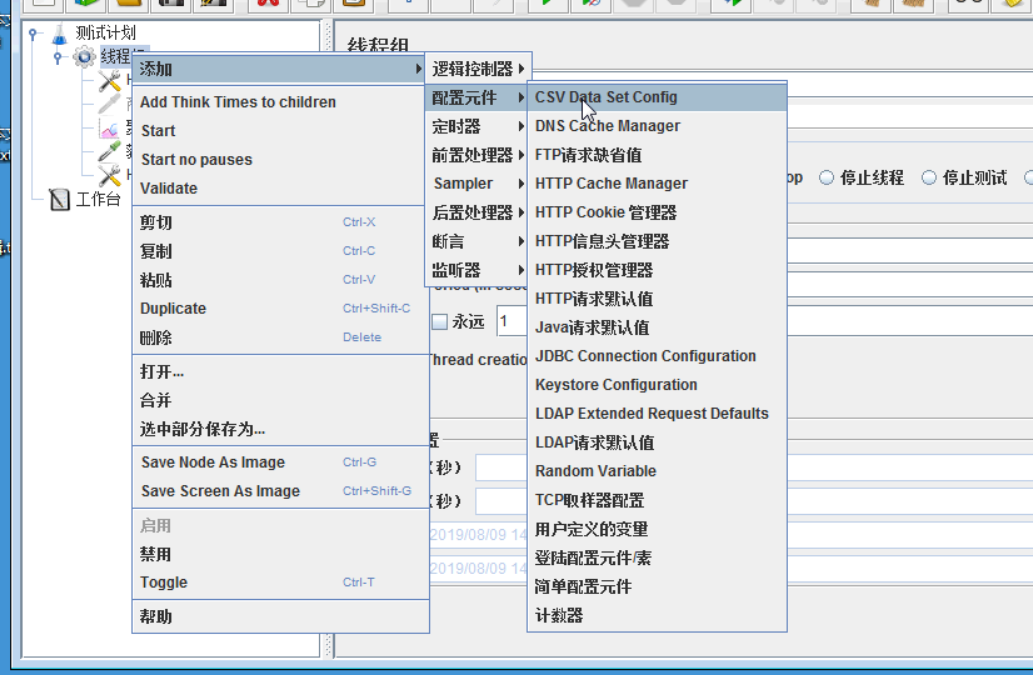 测试计划
线程组
线程组
添加
Add Think Times to children
Start
Start no pauses
Validate
剪切 Ctrl-X
复制 Ctrl-C
粘贴 Ctrl-V
Duplicate Ctrl+Shift-C
删除 Delete
打开...
合并
选中部分保存为...
Save Node As Image Ctrl-G
Save Screen As Image Ctrl+Shift-G
启用
禁用
Toggle Ctrl-T
帮助
工作台
逻辑控制器
配置元件
定时器
前置处理器
Sampler
后置处理器
断言
监听器
CSV Data Set Config
DNS Cache Manager
FTP请求缺省值
HTTP Cache Manager
HTTP Cookie 管理器
HTTP信息头管理器
HTTP授权管理器
HTTP请求默认值
Java请求默认值
JDBC Connection Configuration
Keystore Configuration
LDAP Extended Request Defaults
LDAP请求默认值
Random Variable
TCP取样器配置
用户定义的变量
登陆配置元件/素
简单配置元件
计数器
op 停止线程 停止测试
永远 1
Thread creatio
置
(秒)
(秒)
2019/08/09 14
2019/08/09 14